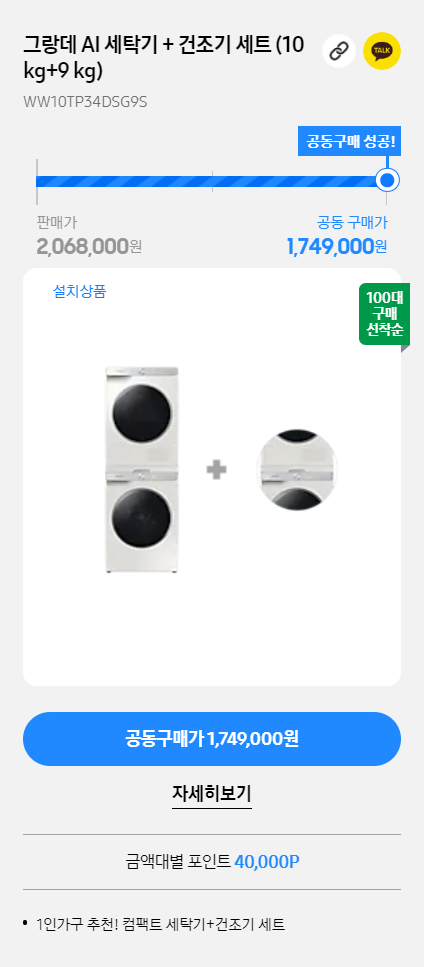 그랑데 AI 세탁기 + 건조기 세트 (10
kg+9 kg)
TALK
WW10TP34DSG9S
공동구매 성공!
판매가
공동 구매가
2,068,000원
1,749,000원
설치상품
100대
구매
선착순
공동구매가 1,749,000원
자세히보기
금액대별 포인트 40,000P
• 1인가구 추천! 컴팩트 세탁기+건조기 세트